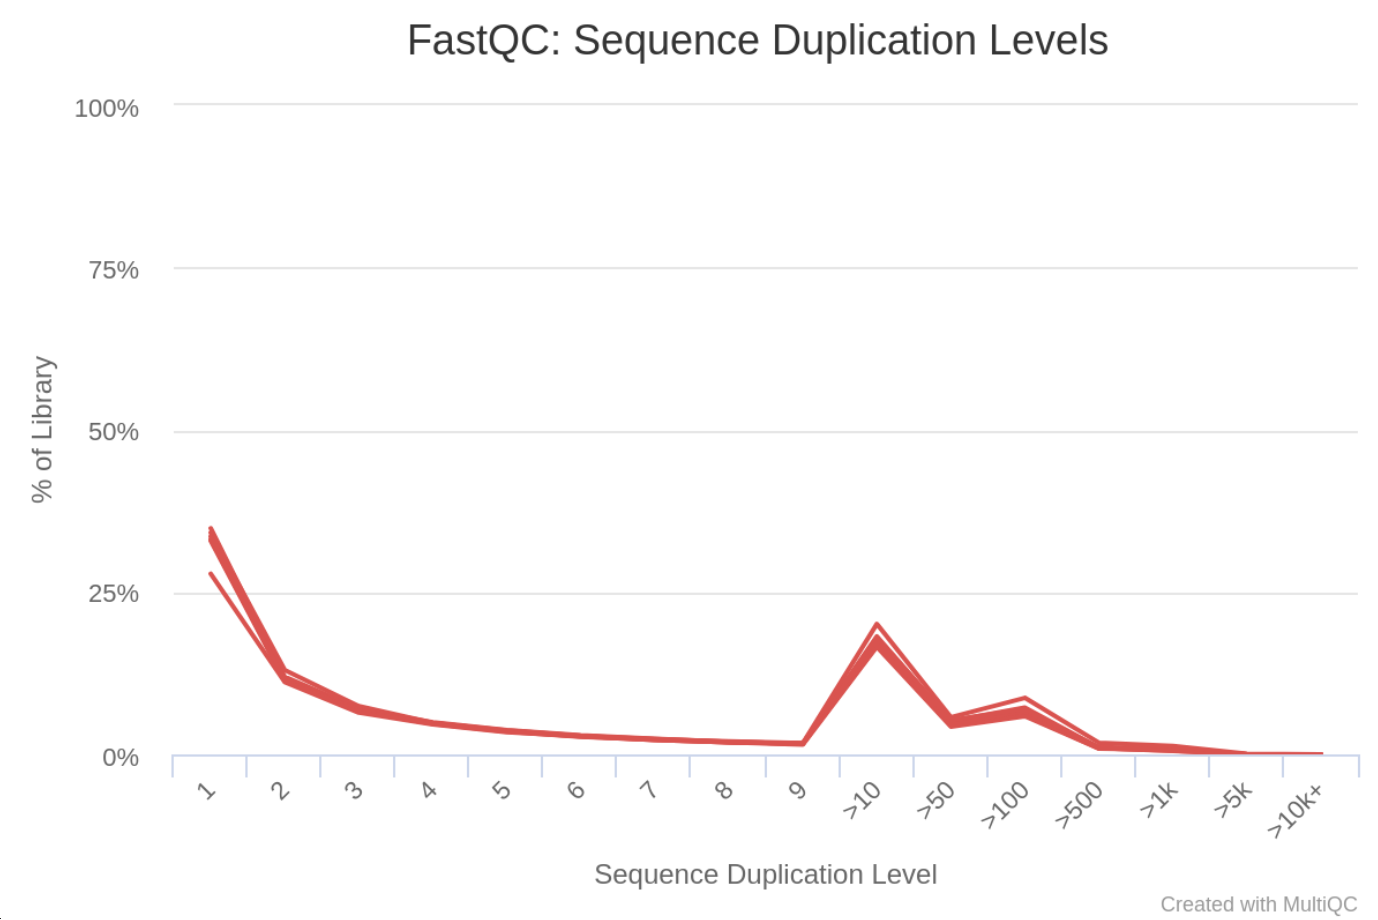 FastQC: Sequence Duplication Levels
100%
75%
50%
25%
0%
% of Library
1 2 3 4 5 6 7 8 9 >10 >50 >100 >500 >1k >5k >10k+
Sequence Duplication Level
Created with MultiQC